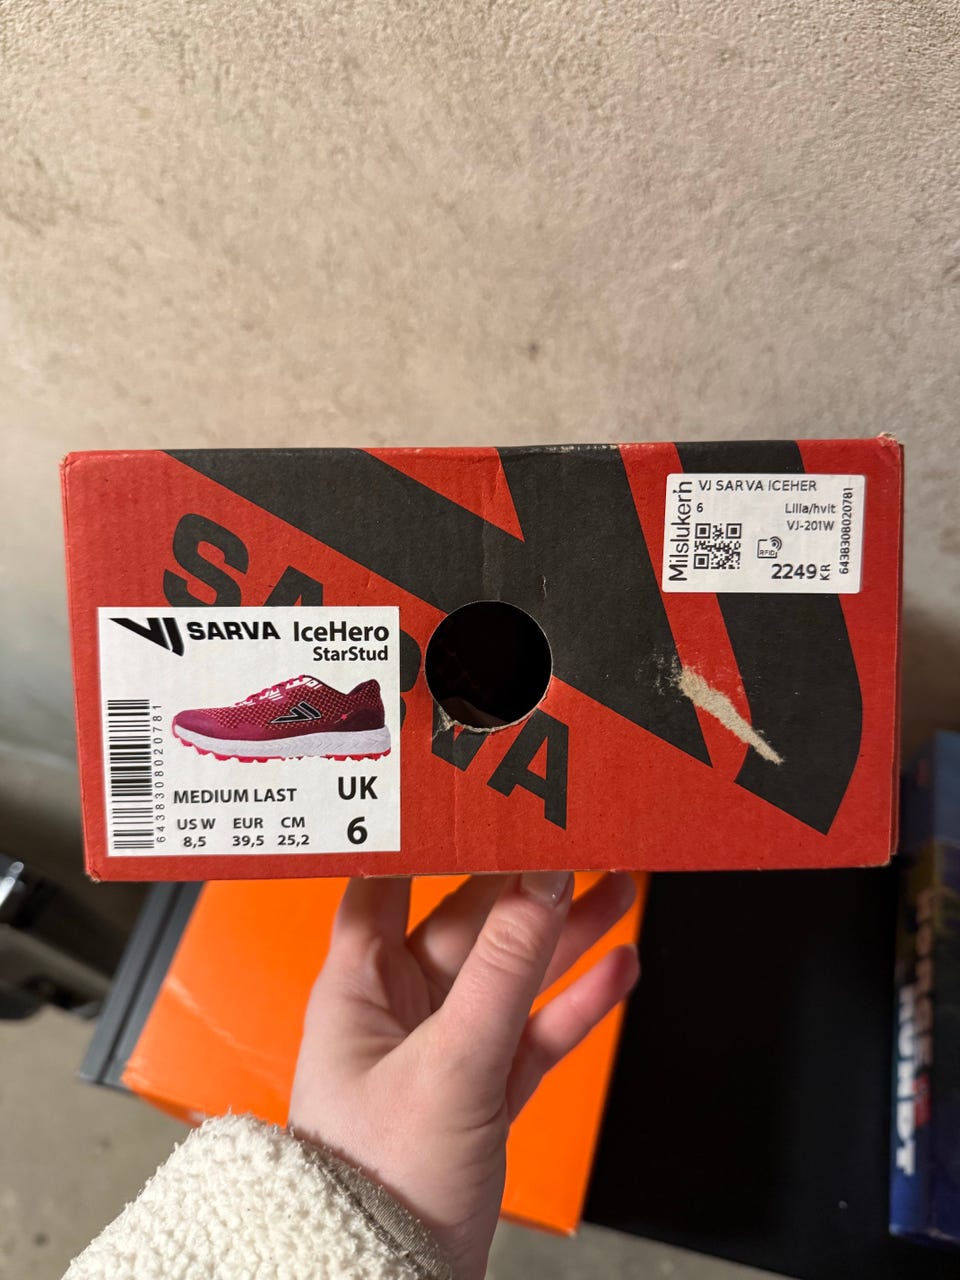 SARVA
VJ SARVA IceHero
StarStud
6438308020781
MEDIUM LAST
UK
US W EUR CM
8,5 39,5 25,2
6
Milslukern
VJ SARVA ICEHER
6
Lilla/hvit
VJ-201W
RFID
2249 KR
6438308020781